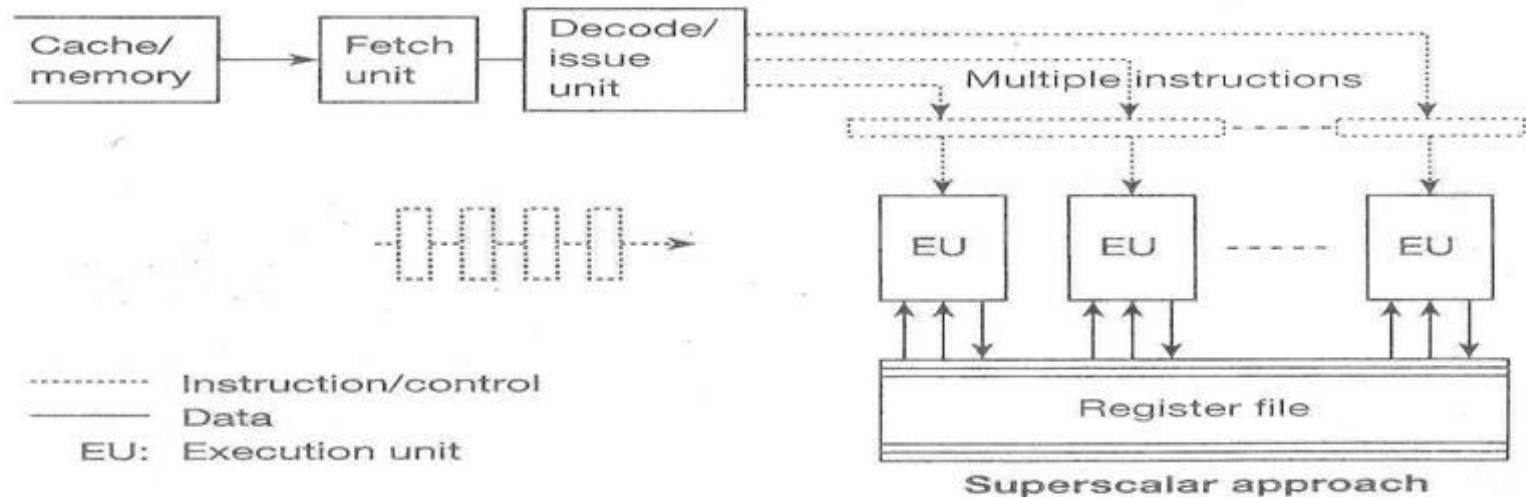 Cache/
memory
Fetch
unit
Decode/
issue
unit
Multiple instructions
EU
EU
EU
Instruction/control
Data
EU: Execution unit
Register file
Superscalar approach